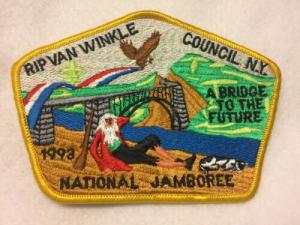 RIP VAN WINKLE COUNCIL, N.Y.
A BRIDGE
TO THE
FUTURE
1993
NATIONAL JAMBOREE